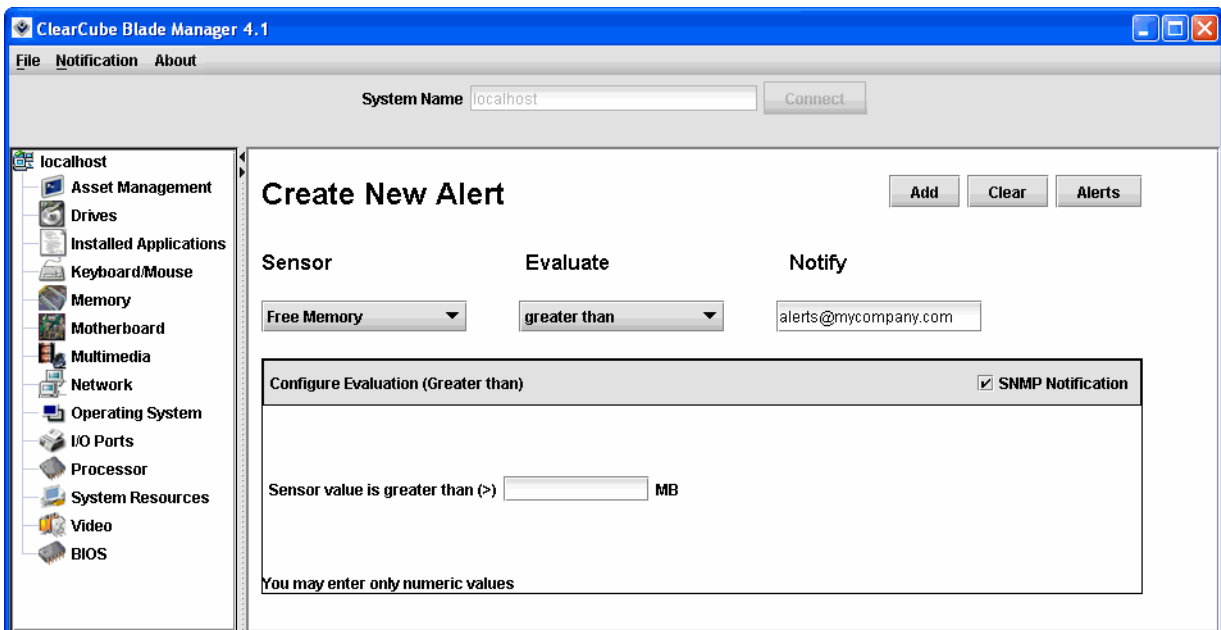 ClearCube Blade Manager 4.1
File Notification About
System Name localhost Connect
localhost
Asset Management
Drives
Installed Applications
Keyboard/Mouse
Memory
Motherboard
Multimedia
Network
Operating System
I/O Ports
Processor
System Resources
Video
BIOS
Create New Alert
Add Clear Alerts
Sensor Evaluate Notify
Free Memory greater than alerts@mycompany.com
Configure Evaluation (Greater than) SNMP Notification
Sensor value is greater than (>) MB
You may enter only numeric values